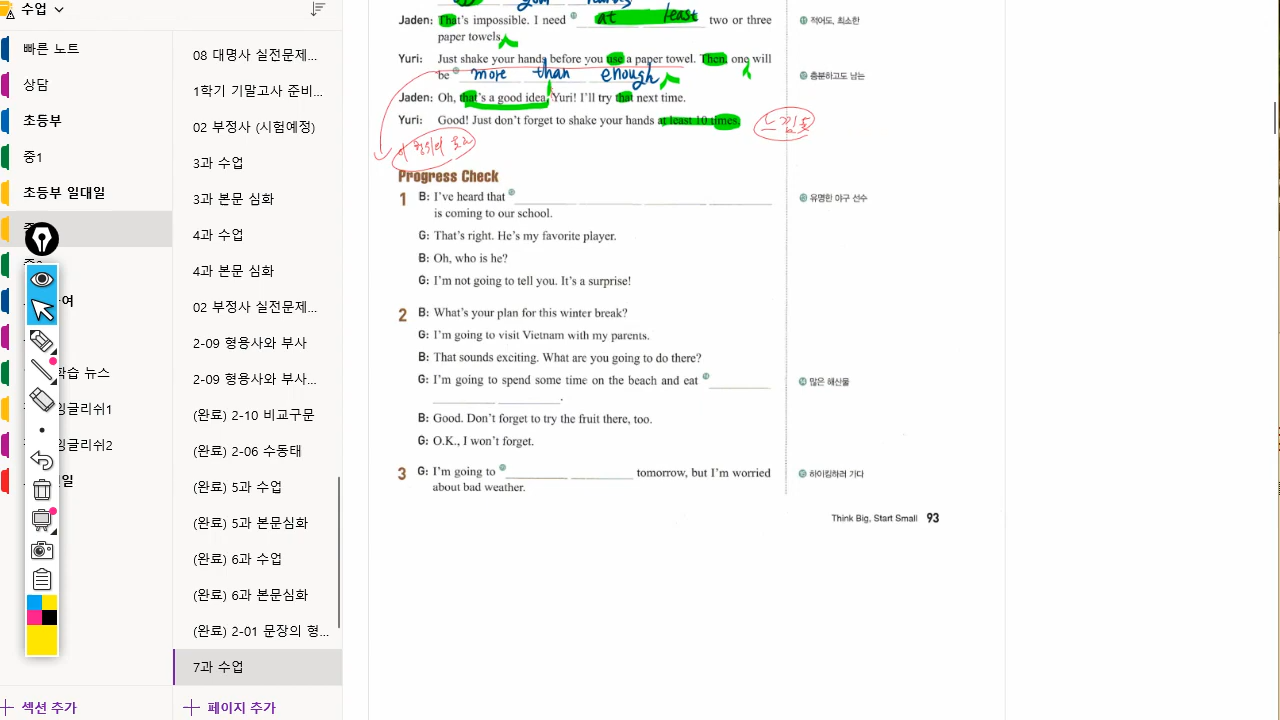 수업
빠른 노트
상담
초등부
중1
초등부 일대일
학습 뉴스
잉글리쉬1
잉글리쉬2
섹션 추가
08 대명사 실전문제...
1학기 기말고사 준비...
02 부정사 (시험예정)
3과 수업
3과 본문 심화
4과 수업
4과 본문 심화
02 부정사 실전문제...
2-09 형용사와 부사
2-09 형용사와 부사...
(완료) 2-10 비교구문
(완료) 2-06 수동태
(완료) 5과 수업
(완료) 5과 본문심화
(완료) 6과 수업
(완료) 6과 본문심화
(완료) 2-01 문장의 형...
7과 수업
페이지 추가
Jaden: That's impossible. I need at least two or three
paper towels.
Yuri: Just shake your hands before you use a paper towel. Then, one will
be more than enough
Jaden: Oh, that's a good idea, Yuri! I'll try that next time.
Yuri: Good! Just don't forget to shake your hands at least 10 times.
적어도, 최소한
충분하고도 남는
느낌표
Progress Check
1 B: I've heard that
is coming to our school.
G: That's right. He's my favorite player.
B: Oh, who is he?
G: I'm not going to tell you. It's a surprise!
유명한 야구 선수
2 B: What's your plan for this winter break?
G: I'm going to visit Vietnam with my parents.
B: That sounds exciting. What are you going to do there?
G: I'm going to spend some time on the beach and eat
.
B: Good. Don't forget to try the fruit there, too.
G: O.K., I won't forget.
많은 해산물
3 G: I'm going to tomorrow, but I'm worried
about bad weather.
하이킹하러 가다
Think Big, Start Small 93